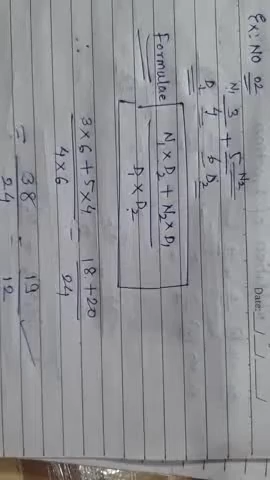 Date: / /
Ex: NO 02
N₁ 3 + 5 N₂
D₁ 4   6 D₂
Formulae
N₁ × D₂ + N₂ × D₁
D₁ × D₂
∴ 3×6 + 5×4 = 18 + 20
4×6   24
= 38   19
24   12